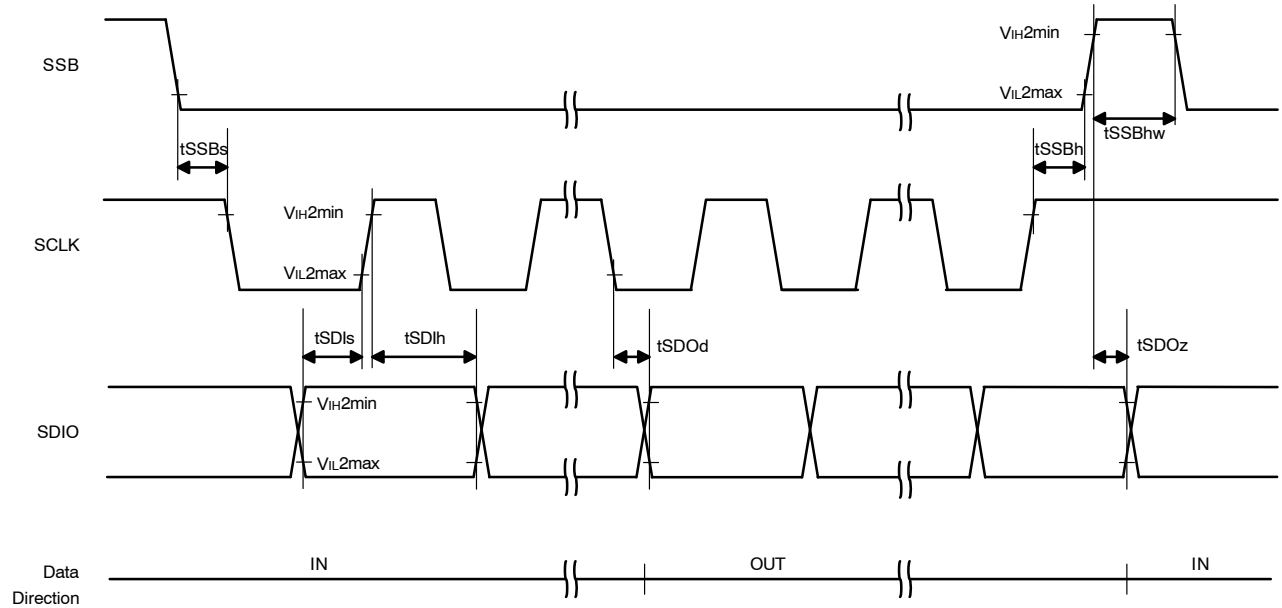 VIH2min
SSB
VIL2max
tSSBhw
tSSBs
tSSBh
VIH2min
SCLK
VIL2max
tSDIs
tSDIh
tSDOd
tSDOz
VIH2min
SDIO
VIL2max
IN
OUT
IN
Data
Direction